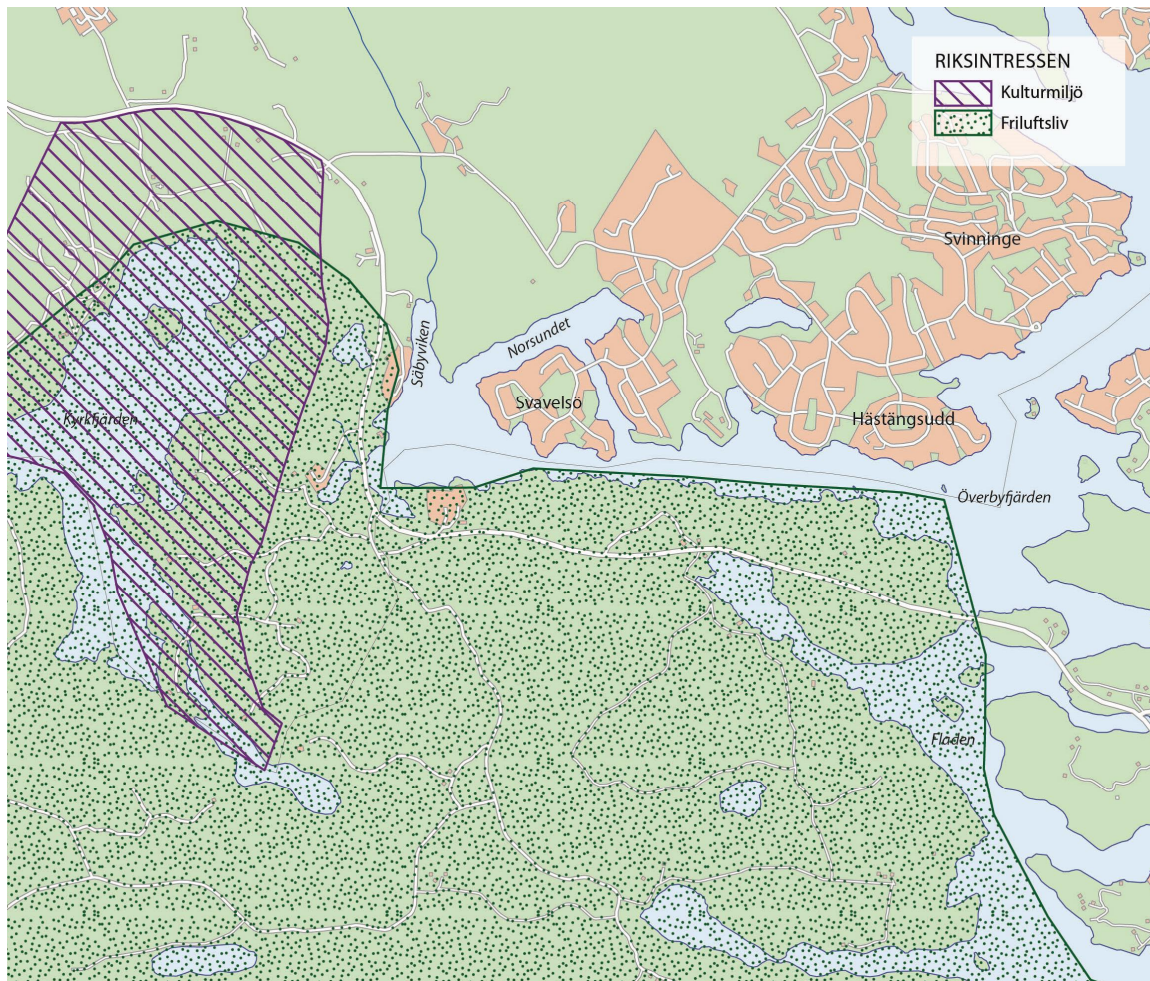 RIKSINTRESSEN
Kulturmiljö
Friluftsliv
Svinninge
Säbyviken
Norsundet
Svavelsö
Hästängsudd
Kyrkfjärden
Överbyfjärden
Fladen